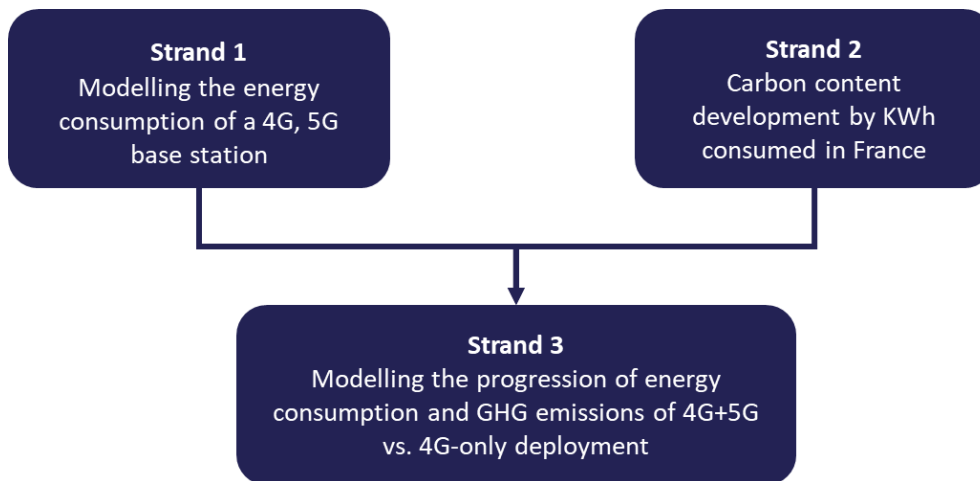 Strand 1
Modelling the energy
consumption of a 4G, 5G
base station
Strand 2
Carbon content
development by KWh
consumed in France
Strand 3
Modelling the progression of energy
consumption and GHG emissions of 4G+5G
vs. 4G-only deployment